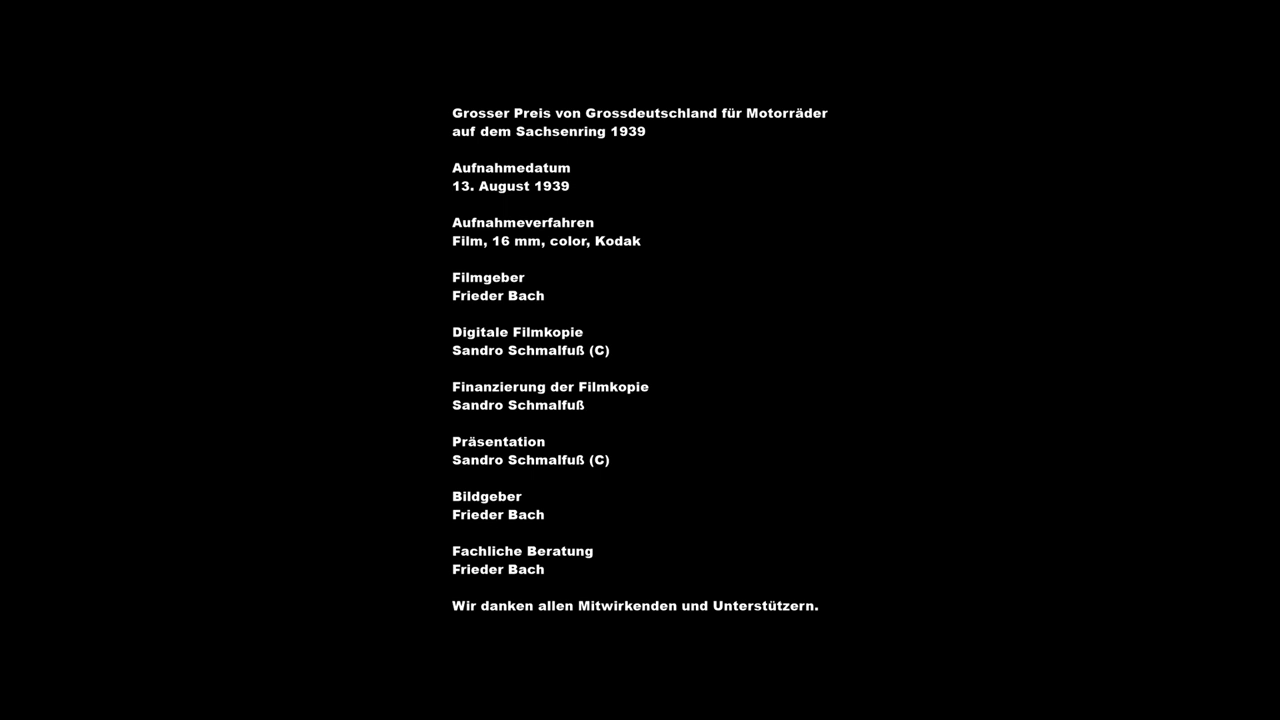 Grosser Preis von Grossdeutschland für Motorräder
auf dem Sachsenring 1939
Aufnahmedatum
13. August 1939
Aufnahmeverfahren
Film, 16 mm, color, Kodak
Filmgeber
Frieder Bach
Digitale Filmkopie
Sandro Schmalfuß (C)
Finanzierung der Filmkopie
Sandro Schmalfuß
Präsentation
Sandro Schmalfuß (C)
Bildgeber
Frieder Bach
Fachliche Beratung
Frieder Bach
Wir danken allen Mitwirkenden und Unterstützern.